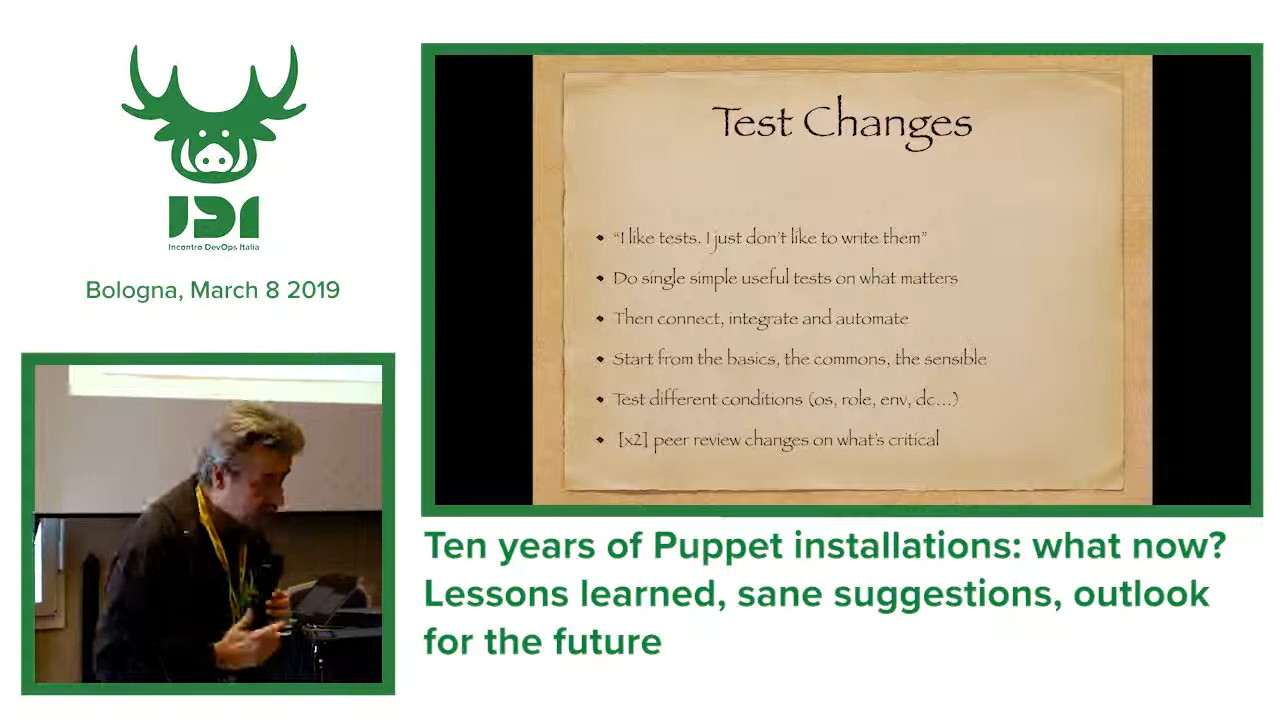 IDI
Incontro DevOps Italia
Bologna, March 8 2019
Test Changes
“I like tests. I just don’t like to write them”
Do single simple useful tests on what matters
Then connect, integrate and automate
Start from the basics, the commons, the sensible
Test different conditions (os, role, env, dc...)
[x2] peer review changes on what’s critical
Ten years of Puppet installations: what now?
Lessons learned, sane suggestions, outlook
for the future